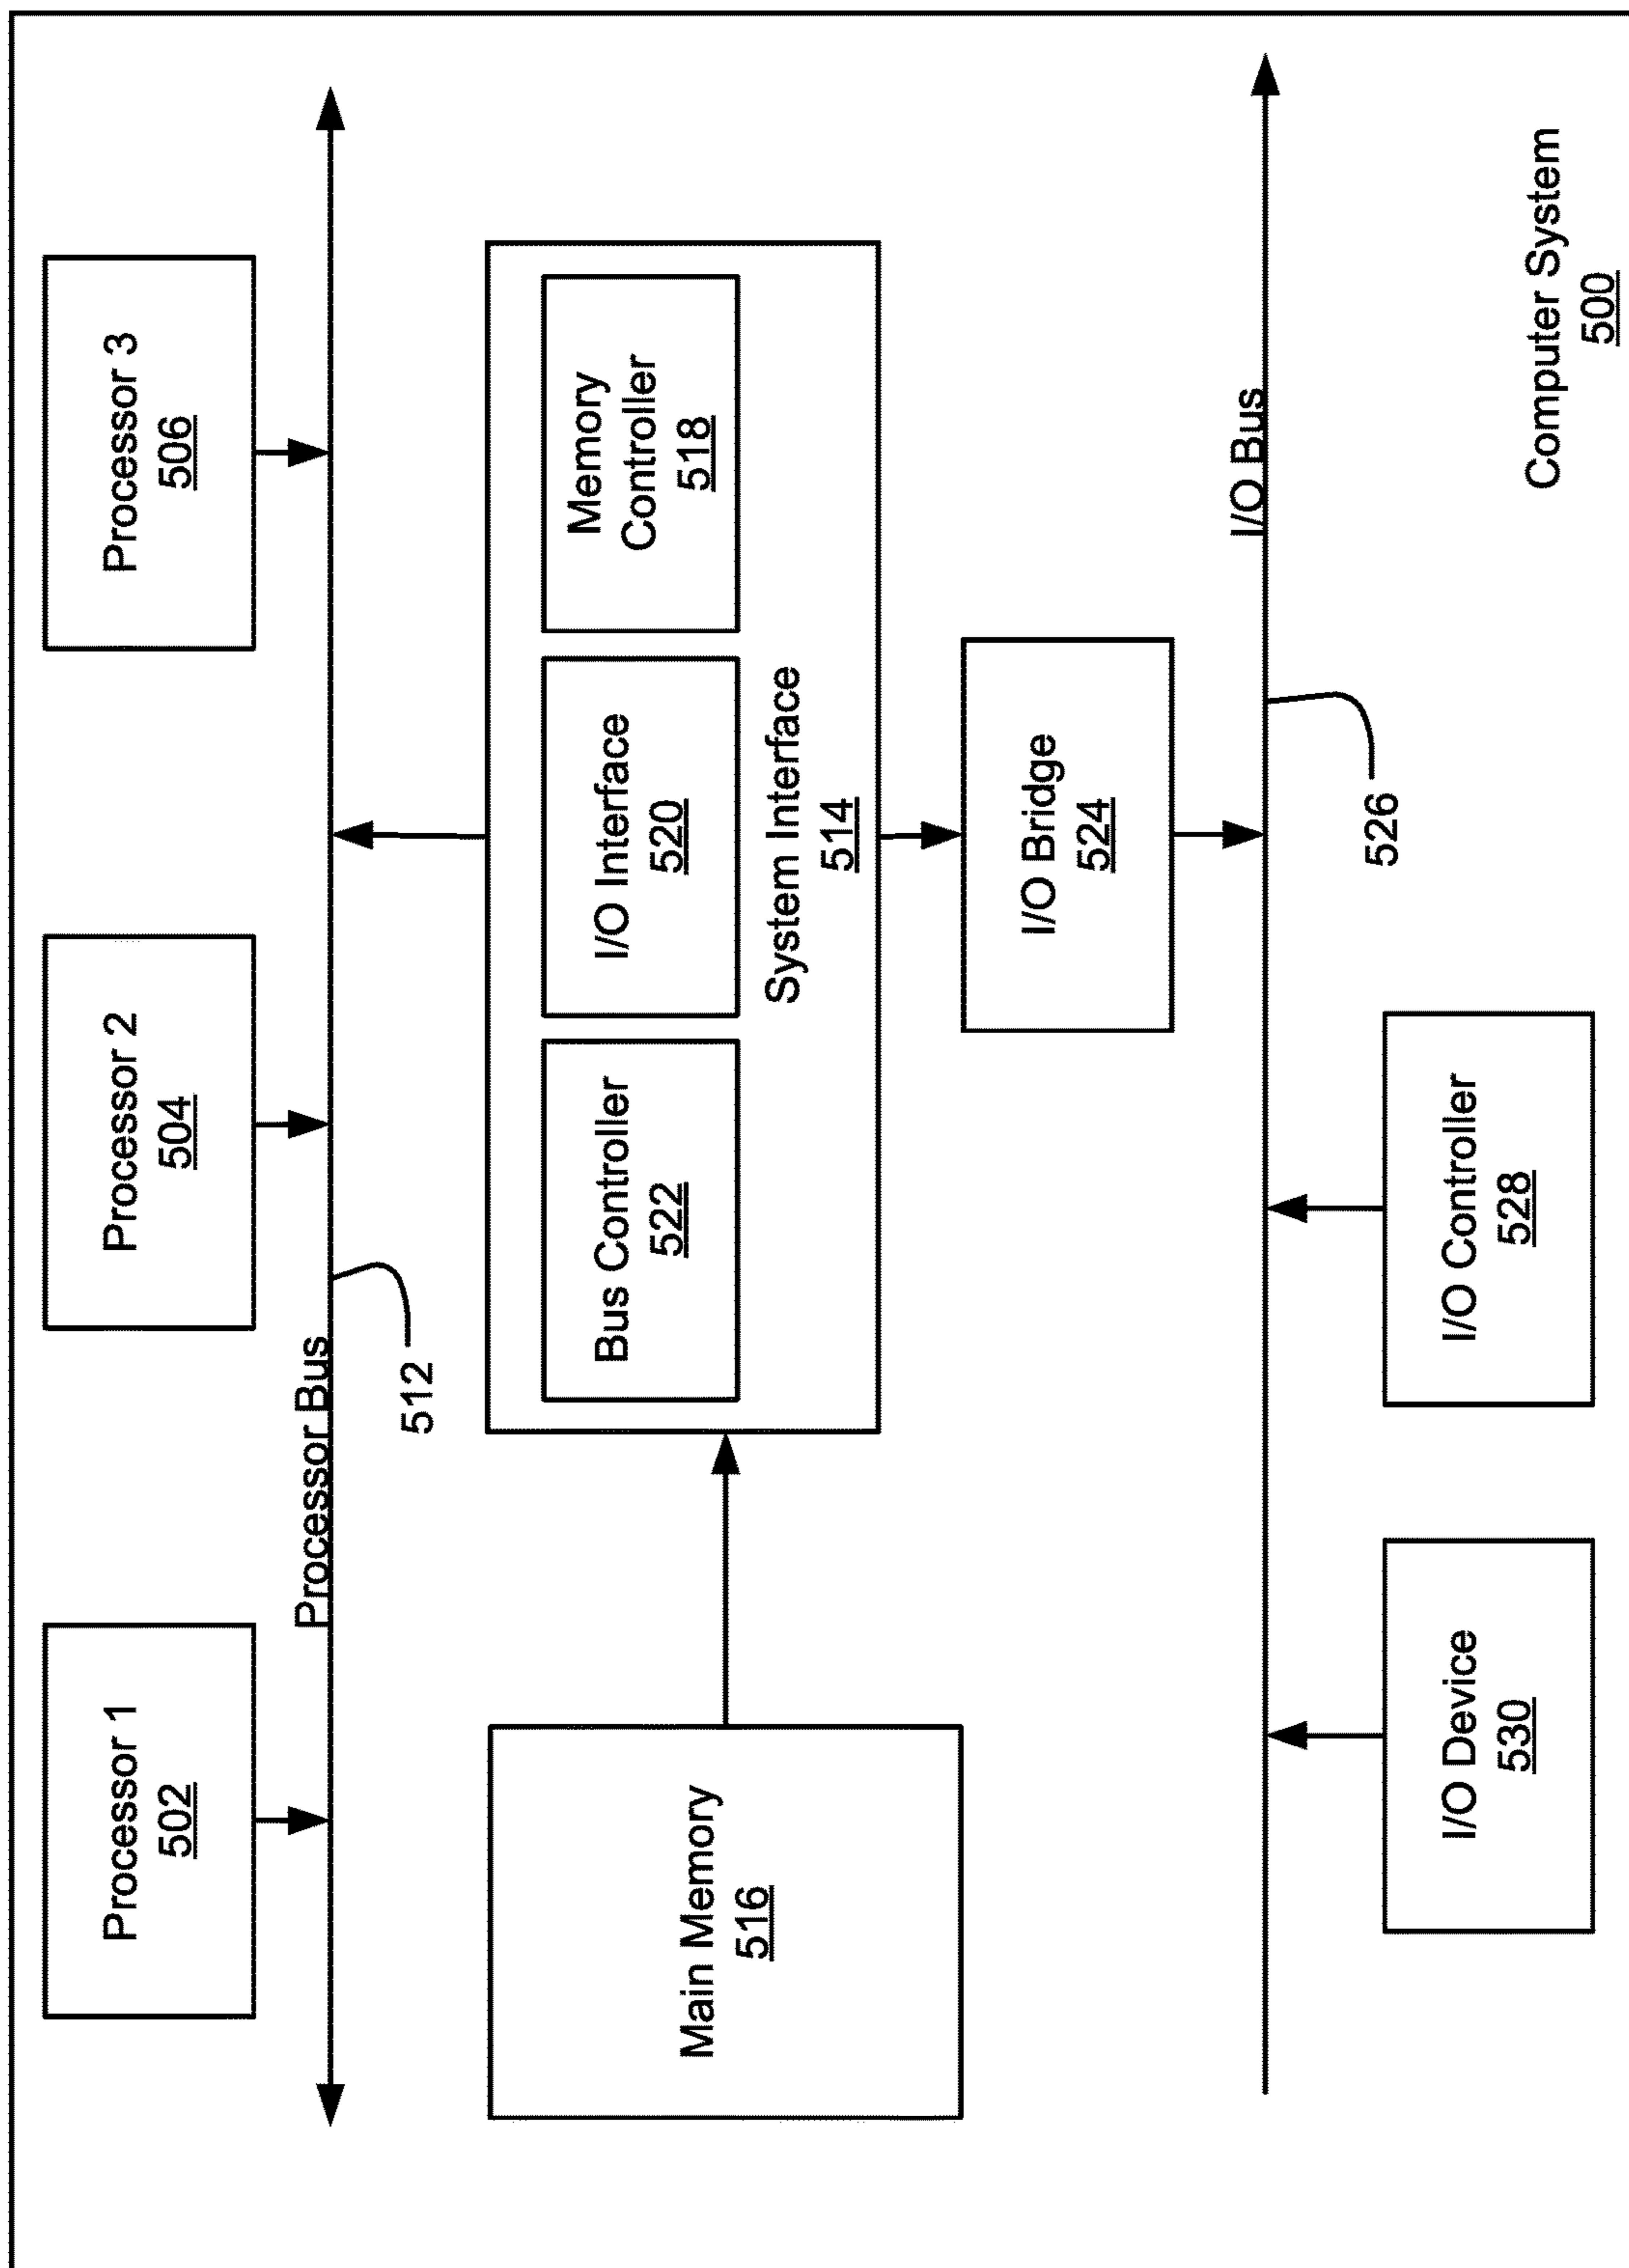 Processor 1
502
Processor 2
504
Processor 3
506
Processor Bus
512
Main Memory
516
Bus Controller
522
I/O Interface
520
Memory
Controller
518
System Interface
514
I/O Bridge
524
I/O Bus
526
I/O Device
530
I/O Controller
528
Computer System
500